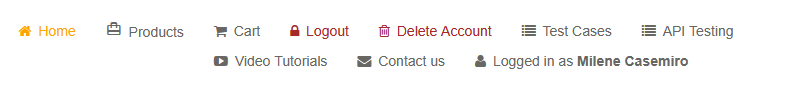 Home Products Cart Logout Delete Account Test Cases API Testing
Video Tutorials Contact us Logged in as Milene Casemiro